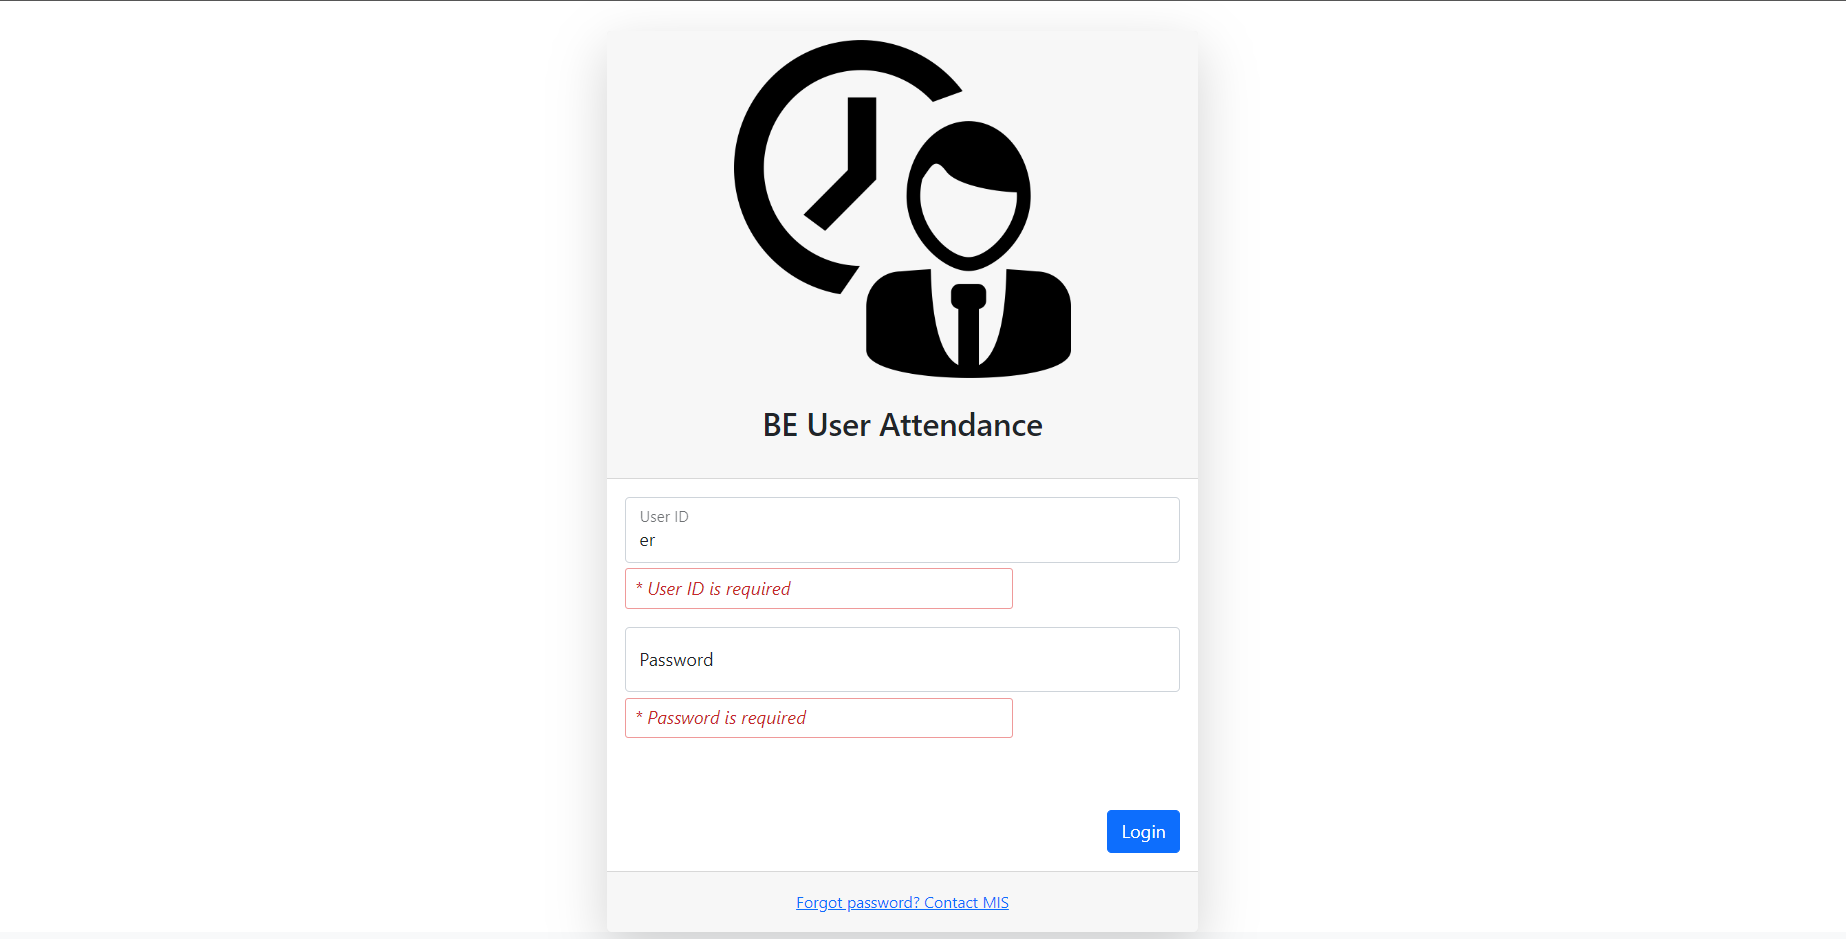 BE User Attendance
User ID
er
* User ID is required
Password
* Password is required
Login
Forgot password? Contact MIS